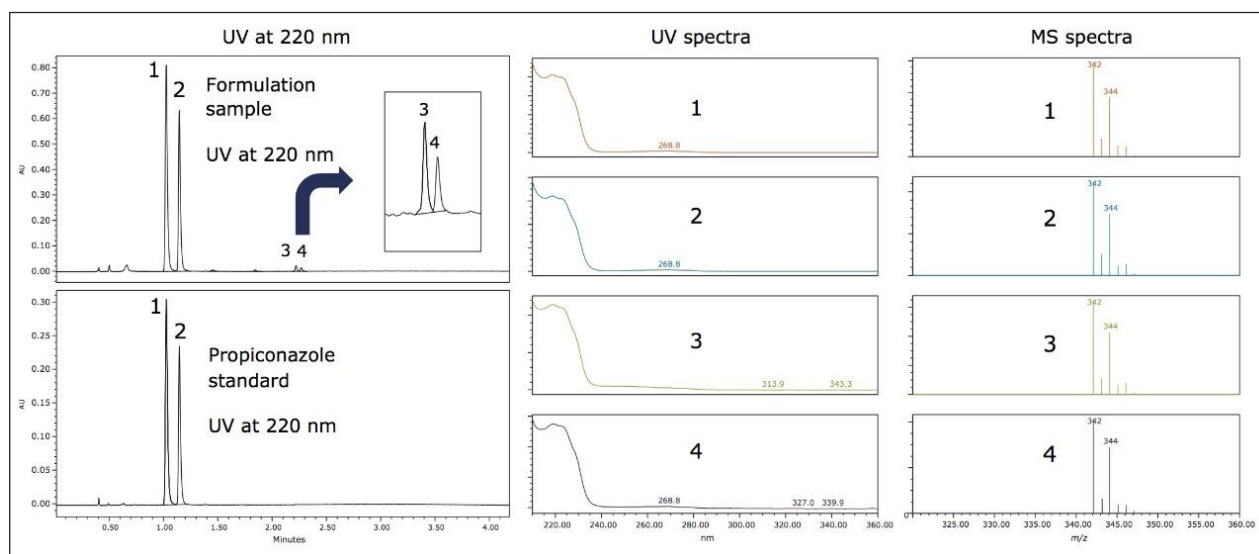 UV at 220 nm
UV spectra
MS spectra
0.80
0.70
0.60
0.50
0.40
0.30
0.20
0.10
0.00
AU
1
2
Formulation
sample
UV at 220 nm
3
4
3 4
0.30
0.25
0.20
0.15
0.10
0.05
0.00
AU
1
2
Propiconazole
standard
UV at 220 nm
0.50 1.00 1.50 2.00 2.50 3.00 3.50 4.00
Minutes
1
268.8
2
268.8
3
313.9 343.3
4
268.8 327.0 339.9
220.00 240.00 260.00 280.00 300.00 320.00 340.00 360.00
nm
342
344
1
0
342
344
2
0
342
344
3
0
342
344
4
0
325.00 330.00 335.00 340.00 345.00 350.00 355.00 360.00
m/z